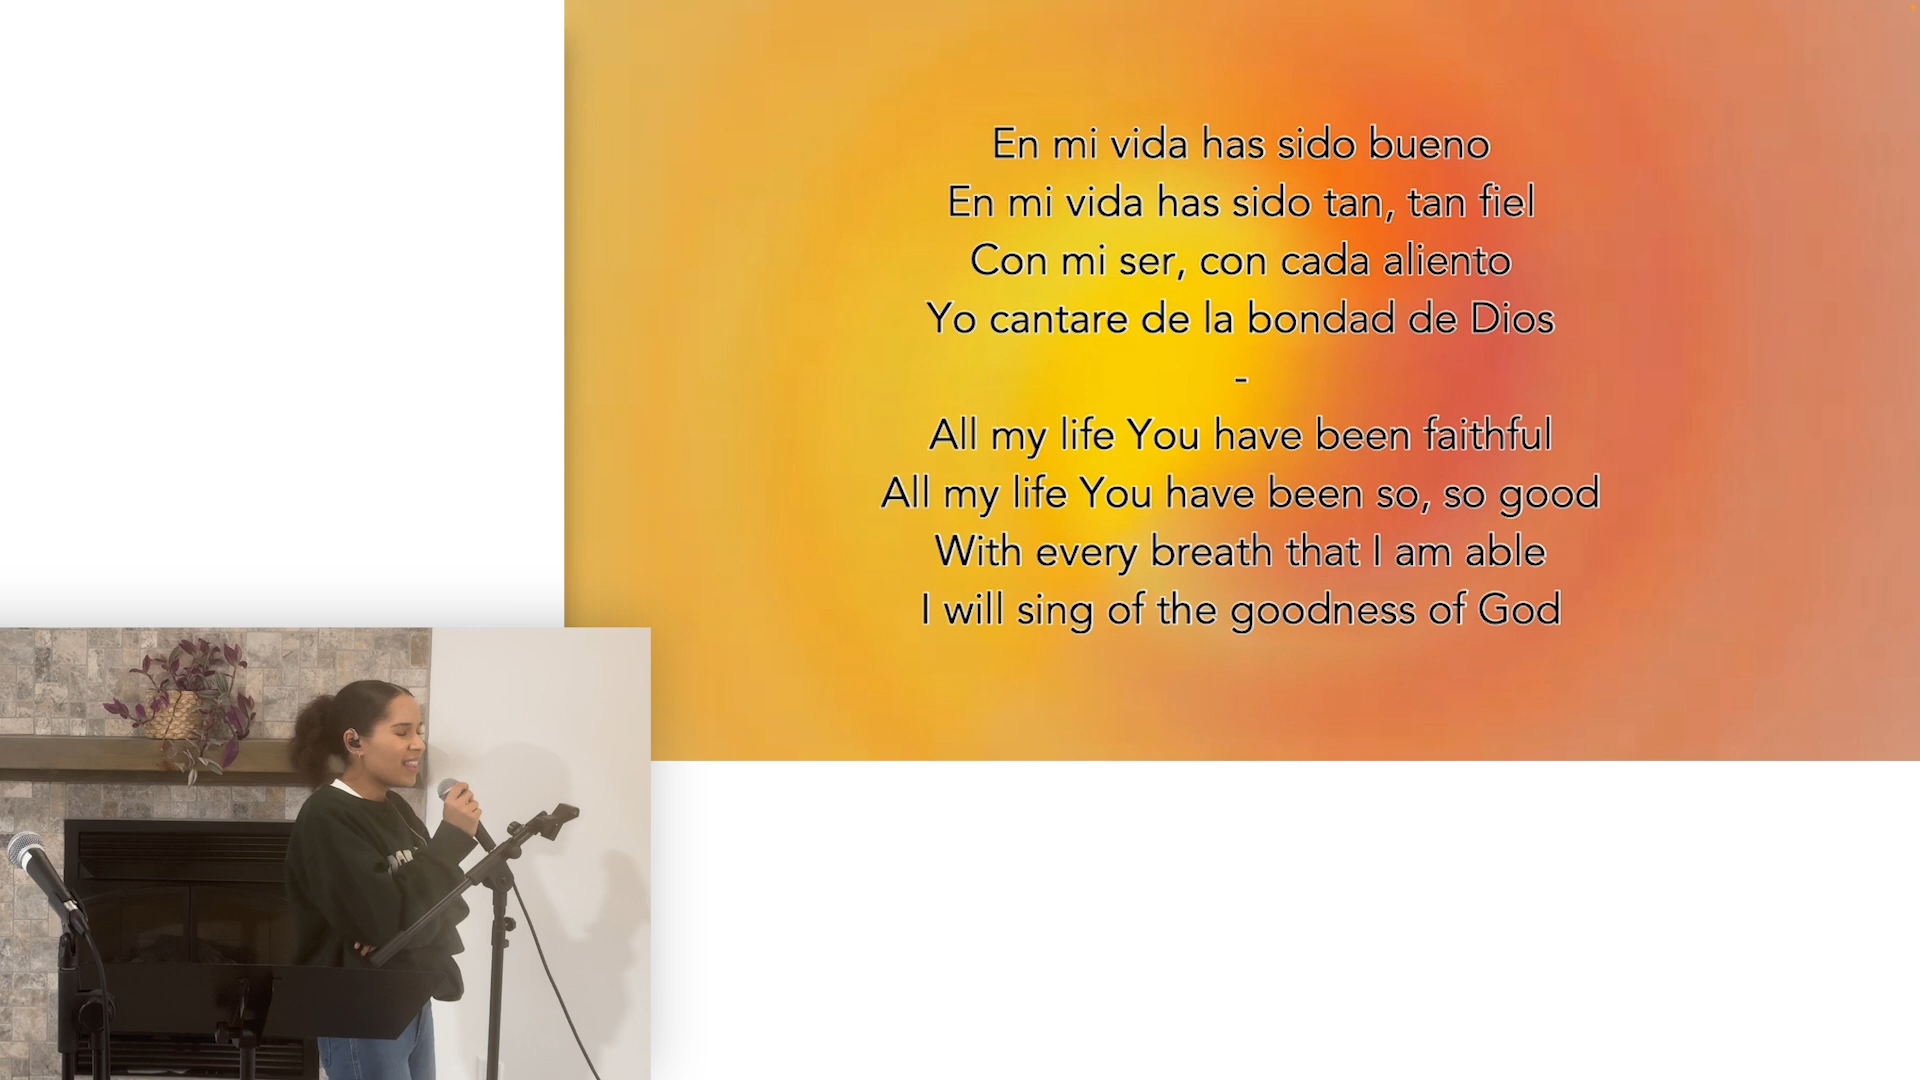 En mi vida has sido bueno
En mi vida has sido tan, tan fiel
Con mi ser, con cada aliento
Yo cantare de la bondad de Dios
-
All my life You have been faithful
All my life You have been so, so good
With every breath that I am able
I will sing of the goodness of God